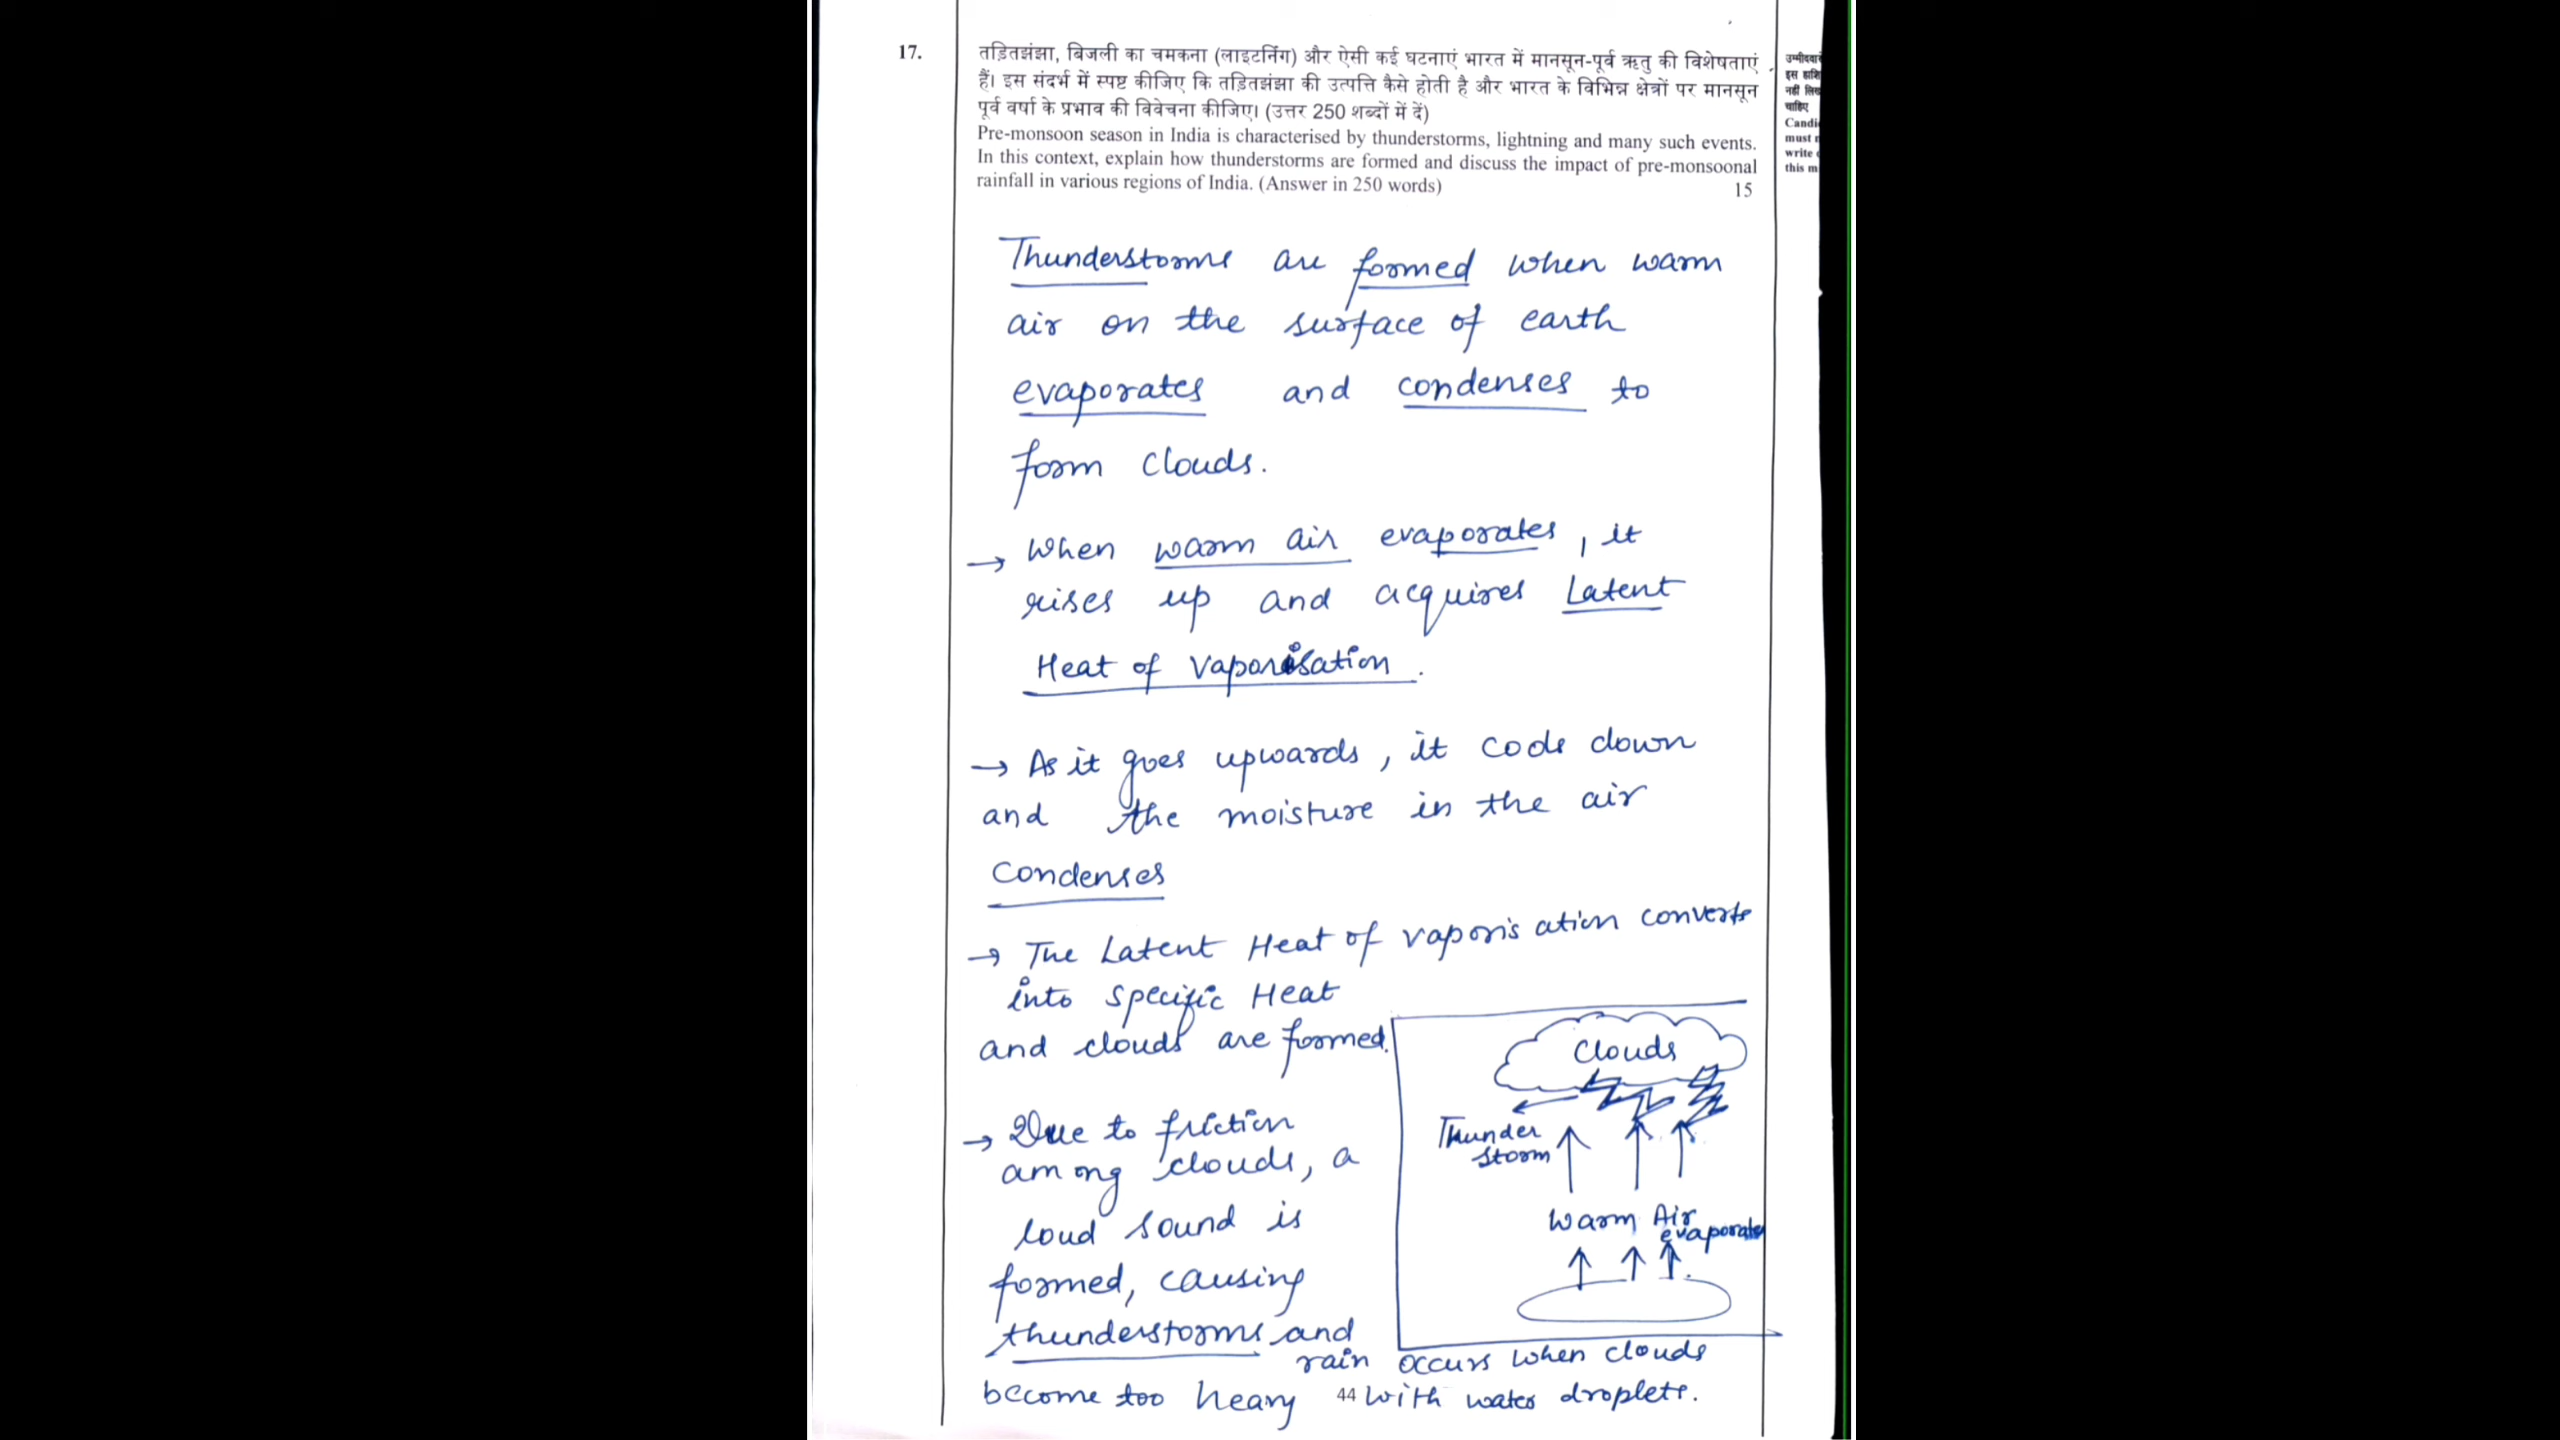 17.
तड़ितझंझा, बिजली का चमकना (लाइटनिंग) और ऐसी कई घटनाएं भारत में मानसून-पूर्व ऋतु की विशेषताएं
हैं। इस संदर्भ में स्पष्ट कीजिए कि तड़ितझंझा की उत्पत्ति कैसे होती है और भारत के विभिन्न क्षेत्रों पर मानसून
पूर्व वर्षा के प्रभाव की विवेचना कीजिए। (उत्तर 250 शब्दों में दें)
Pre-monsoon season in India is characterised by thunderstorms, lightning and many such events.
In this context, explain how thunderstorms are formed and discuss the impact of pre-monsoonal
rainfall in various regions of India. (Answer in 250 words)
15
उम्मीदवार
इस हाशि
नहीं लिख
चाहिए
Candi
must
write
this m
Thunderstorms are formed when warm
air on the surface of earth
evaporates and condenses to
form clouds.
→ When warm air evaporates, it
rises up and acquires Latent
Heat of Vaporisation.
→ As it goes upwards, it cools down
and the moisture in the air
Condenses
→ The Latent Heat of vaporisation converts
into specific Heat
and clouds are formed.
→ Due to friction
among clouds, a
loud sound is
formed, causing
thunderstorms and
rain occurs when clouds
become too heavy with water droplets.
Clouds
Thunder
storm
Warm Air
evaporates
44